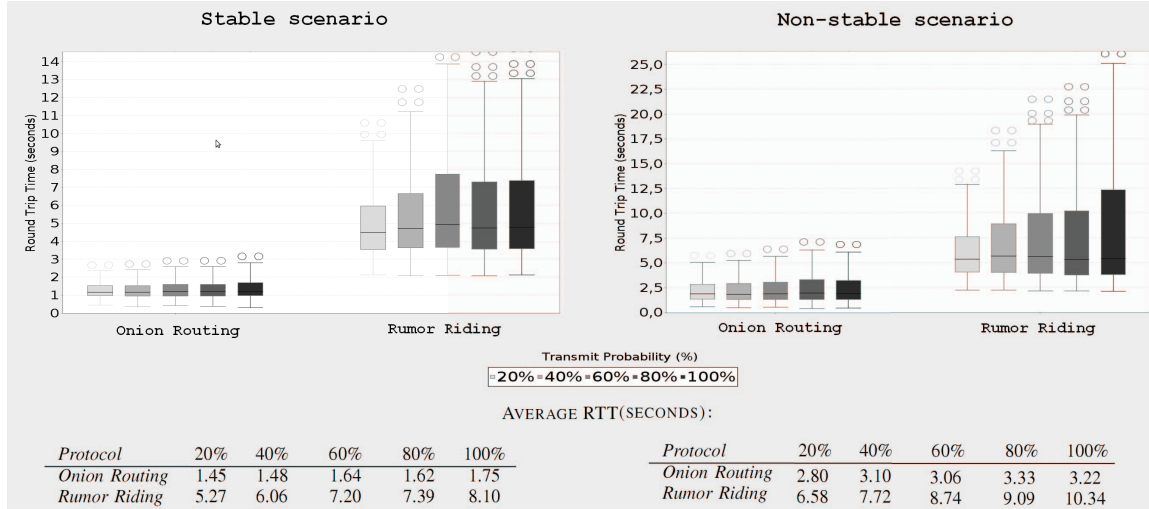 Stable scenario
Non-stable scenario
Round Trip Time (seconds)
14
13
12
11
10
9
8
7
6
5
4
3
2
1
0
Onion Routing
Rumor Riding
Round Trip Time (seconds)
25,0
22,5
20,0
17,5
15,0
12,5
10,0
7,5
5,0
2,5
0,0
Onion Routing
Rumor Riding
Transmit Probability (%)
20% 40% 60% 80% 100%
AVERAGE RTT(SECONDS):
Protocol 20% 40% 60% 80% 100%
Onion Routing 1.45 1.48 1.64 1.62 1.75
Rumor Riding 5.27 6.06 7.20 7.39 8.10
Protocol 20% 40% 60% 80% 100%
Onion Routing 2.80 3.10 3.06 3.33 3.22
Rumor Riding 6.58 7.72 8.74 9.09 10.34